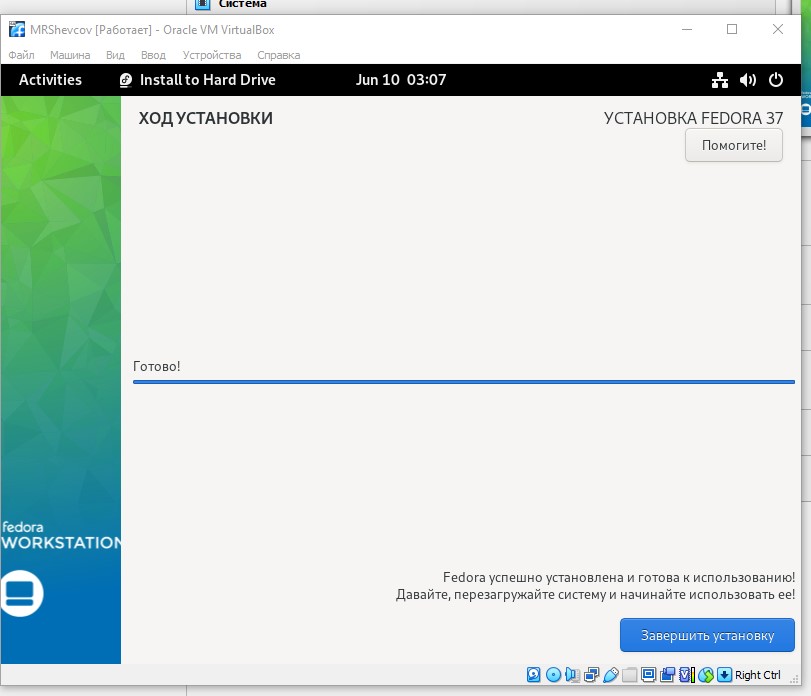 Система
MRShevcov [Работает] - Oracle VM VirtualBox
Файл Машина Вид Ввод Устройства Справка
Activities Install to Hard Drive Jun 10 03:07
ХОД УСТАНОВКИ УСТАНОВКА FEDORA 37
Помогите!
Готово!
fedora
WORKSTATION
Fedora успешно установлена и готова к использованию!
Давайте, перезагружайте систему и начинайте использовать ее!
Завершить установку
Right Ctrl